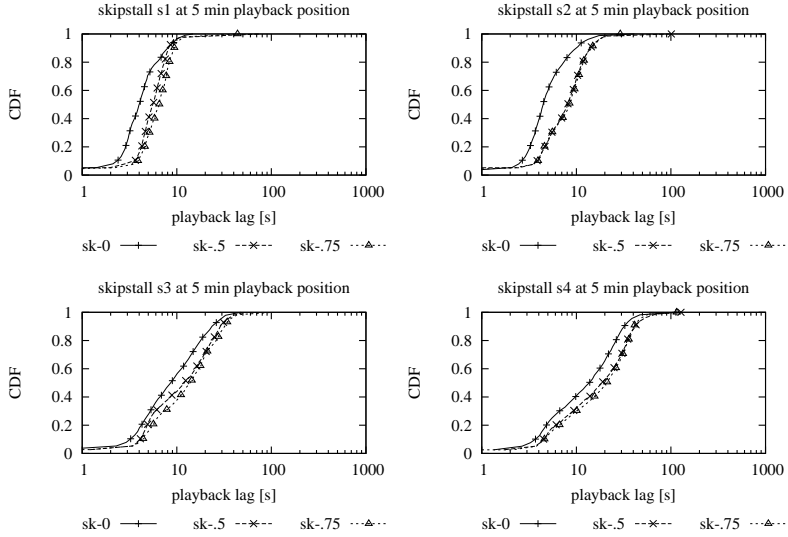 skipstall s1 at 5 min playback position
CDF
1
0.8
0.6
0.4
0.2
0
1 10 100 1000
playback lag [s]
sk-0 sk-.5 sk-.75
skipstall s2 at 5 min playback position
CDF
1
0.8
0.6
0.4
0.2
0
1 10 100 1000
playback lag [s]
sk-0 sk-.5 sk-.75
skipstall s3 at 5 min playback position
CDF
1
0.8
0.6
0.4
0.2
0
1 10 100 1000
playback lag [s]
sk-0 sk-.5 sk-.75
skipstall s4 at 5 min playback position
CDF
1
0.8
0.6
0.4
0.2
0
1 10 100 1000
playback lag [s]
sk-0 sk-.5 sk-.75